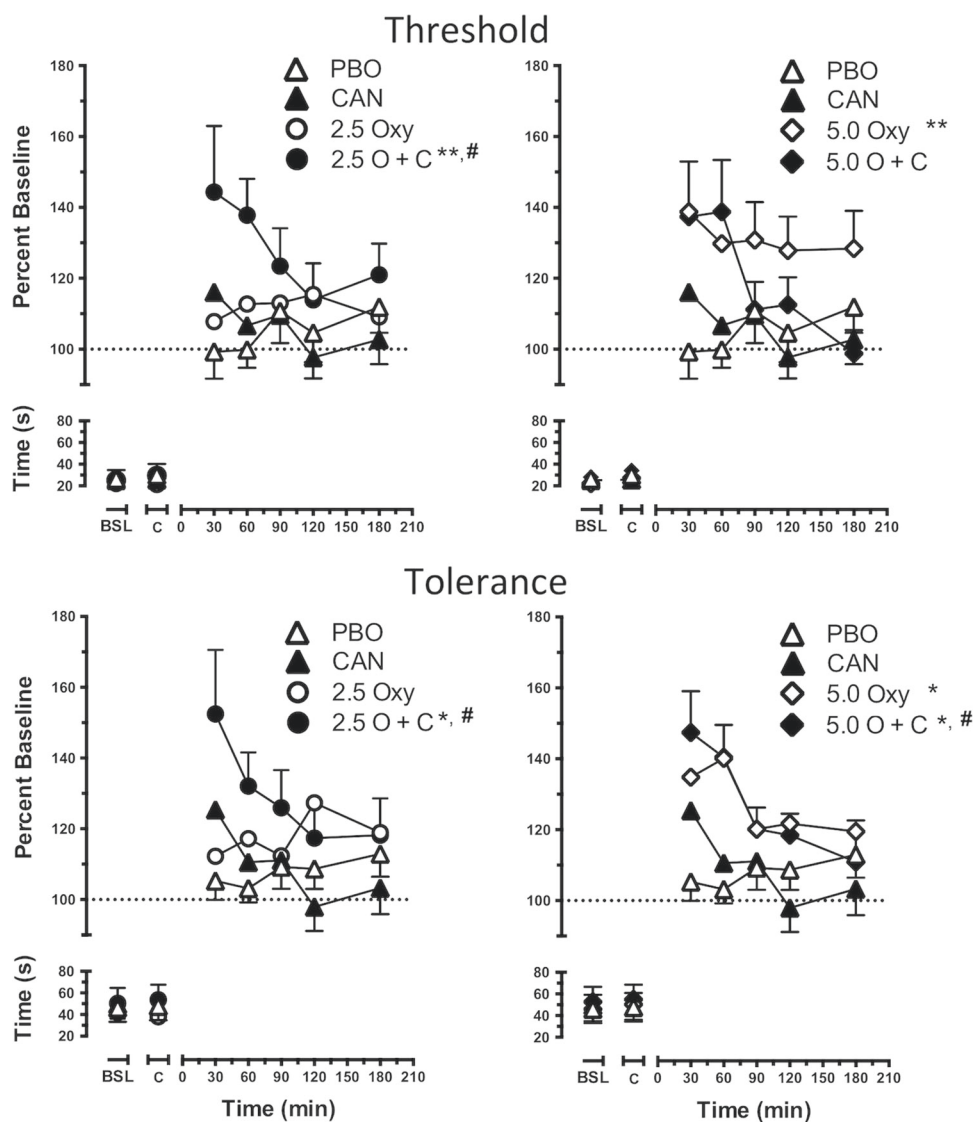 Threshold
180
160
140
120
100
Percent Baseline
PBO
CAN
2.5 Oxy
2.5 O + C **, #
80
60
40
20
Time (s)
BSL
C
0 30 60 90 120 150 180 210
180
160
140
120
100
PBO
CAN
5.0 Oxy **
5.0 O + C
80
60
40
20
BSL
C
0 30 60 90 120 150 180 210
Tolerance
180
160
140
120
100
Percent Baseline
PBO
CAN
2.5 Oxy
2.5 O + C *, #
80
60
40
20
Time (s)
BSL
C
0 30 60 90 120 150 180 210
Time (min)
180
160
140
120
100
PBO
CAN
5.0 Oxy *
5.0 O + C *, #
80
60
40
20
BSL
C
0 30 60 90 120 150 180 210
Time (min)